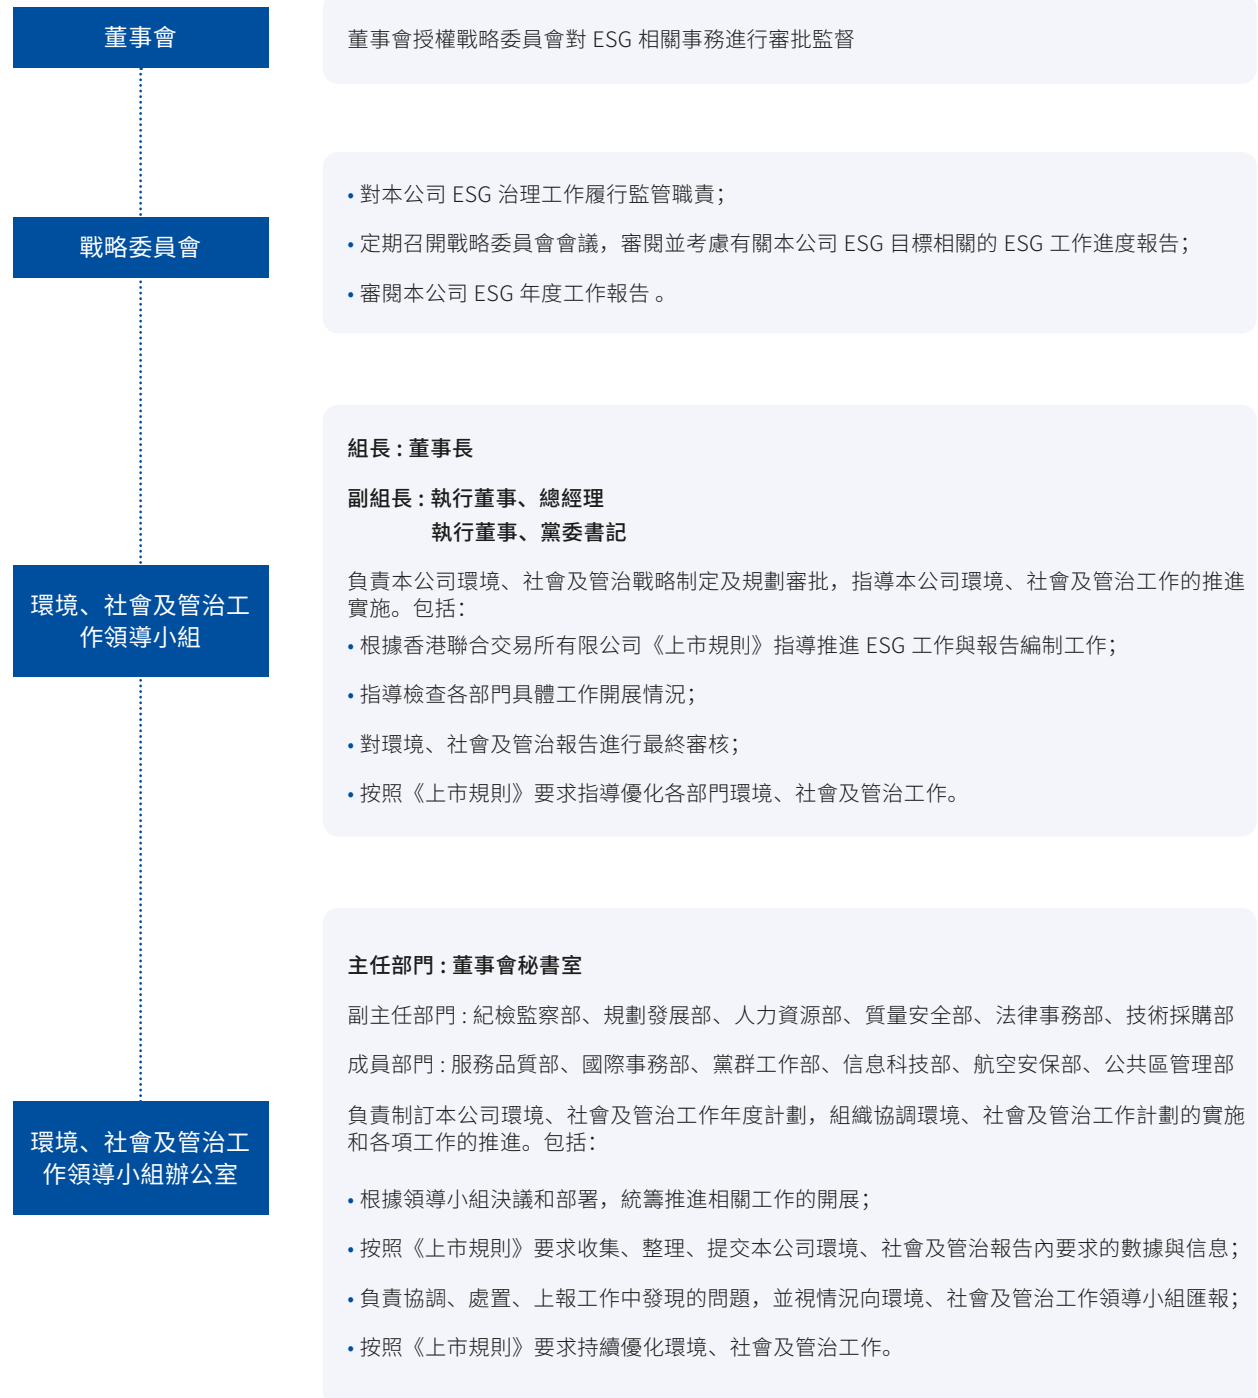 董事會
董事會授權戰略委員會對 ESG 相關事務進行審批監督
戰略委員會
• 對本公司 ESG 治理工作履行監管職責；
• 定期召開戰略委員會會議，審閱並考慮有關本公司 ESG 目標相關的 ESG 工作進度報告；
• 審閱本公司 ESG 年度工作報告 。
環境、社會及管治工
作領導小組
組長 : 董事長
副組長 : 執行董事、總經理
執行董事、黨委書記
負責本公司環境、社會及管治戰略制定及規劃審批，指導本公司環境、社會及管治工作的推進
實施。包括：
• 根據香港聯合交易所有限公司《上市規則》指導推進 ESG 工作與報告編制工作；
• 指導檢查各部門具體工作開展情況；
• 對環境、社會及管治報告進行最終審核；
• 按照《上市規則》要求指導優化各部門環境、社會及管治工作。
環境、社會及管治工
作領導小組辦公室
主任部門 : 董事會秘書室
副主任部門 : 紀檢監察部、規劃發展部、人力資源部、質量安全部、法律事務部、技術採購部
成員部門 : 服務品質部、國際事務部、黨群工作部、信息科技部、航空安保部、公共區管理部
負責制訂本公司環境、社會及管治工作年度計劃，組織協調環境、社會及管治工作計劃的實施
和各項工作的推進。包括：
• 根據領導小組決議和部署，統籌推進相關工作的開展；
• 按照《上市規則》要求收集、整理、提交本公司環境、社會及管治報告內要求的數據與信息；
• 負責協調、處置、上報工作中發現的問題，並視情況向環境、社會及管治工作領導小組匯報；
• 按照《上市規則》要求持續優化環境、社會及管治工作。